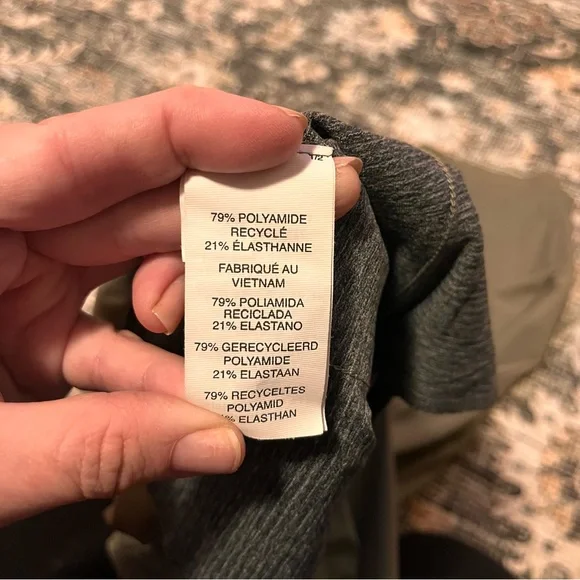 79% POLYAMIDE
RECYCLÉ
21% ÉLASTHANNE
FABRIQUÉ AU
VIETNAM
79% POLIAMIDA
RECICLADA
21% ELASTANO
79% GERECYCLEERD
POLYAMIDE
21% ELASTAAN
79% RECYCELTES
POLYAMID
% ELASTHAN